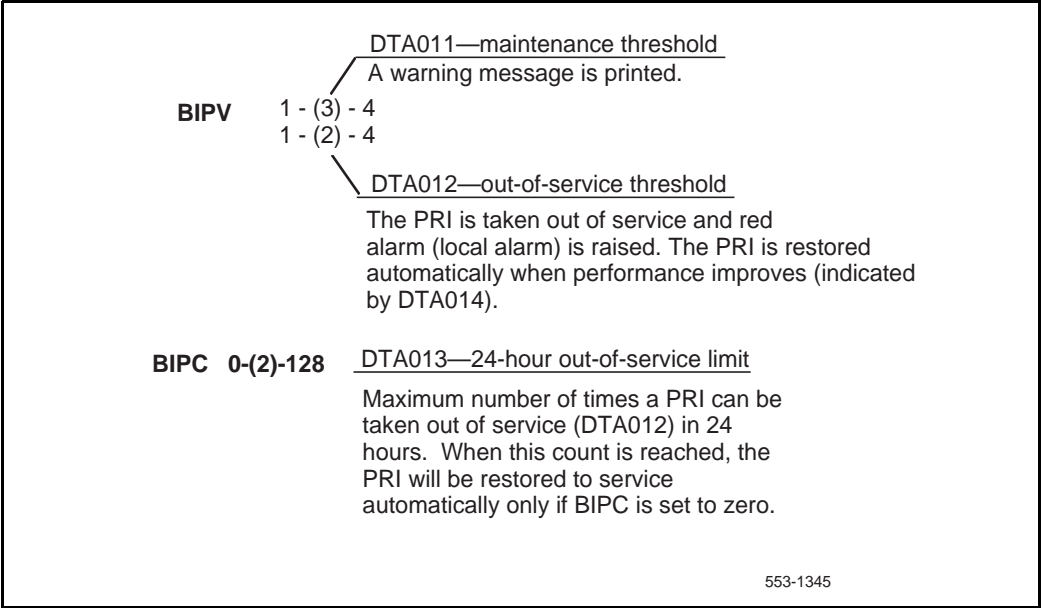 DTA011—maintenance threshold
A warning message is printed.
BIPV 1 - (3) - 4
1 - (2) - 4
DTA012—out-of-service threshold
The PRI is taken out of service and red
alarm (local alarm) is raised. The PRI is restored
automatically when performance improves (indicated
by DTA014).
BIPC 0-(2)-128 DTA013—24-hour out-of-service limit
Maximum number of times a PRI can be
taken out of service (DTA012) in 24
hours. When this count is reached, the
PRI will be restored to service
automatically only if BIPC is set to zero.
553-1345